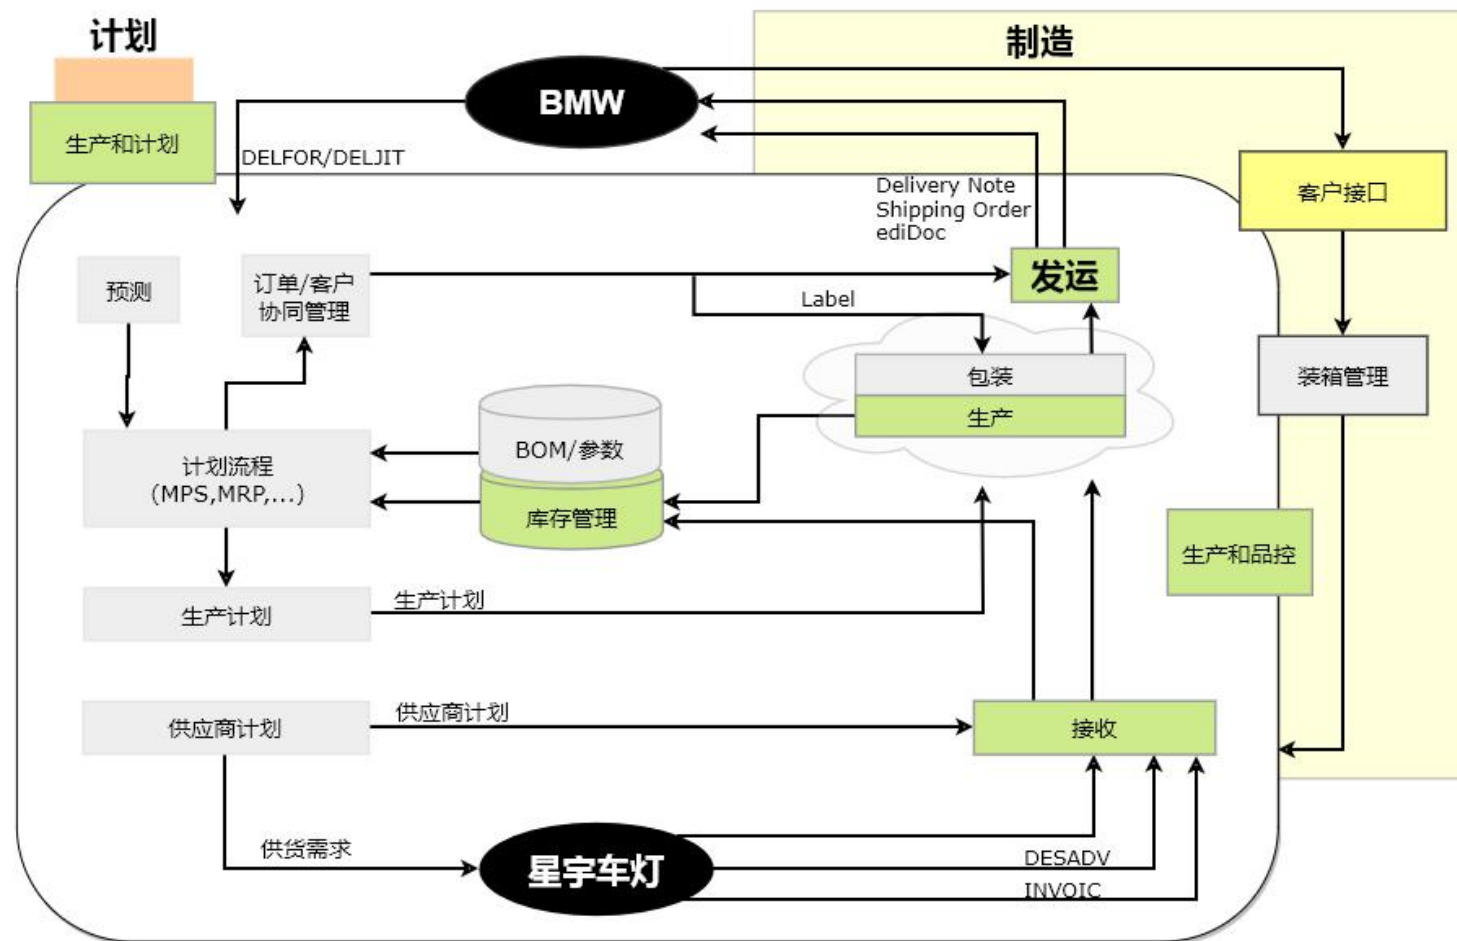 计划
制造
BMW
生产和计划
DELFOR/DELJIT
Delivery Note
Shipping Order
ediDoc
客户接口
预测
订单/客户
协同管理
发运
Label
包装
生产
装箱管理
BOM/参数
计划流程
(MPS,MRP,...)
库存管理
生产和品控
生产计划
生产计划
供应商计划
供应商计划
接收
供货需求
星宇车灯
DESADV
INVOIC